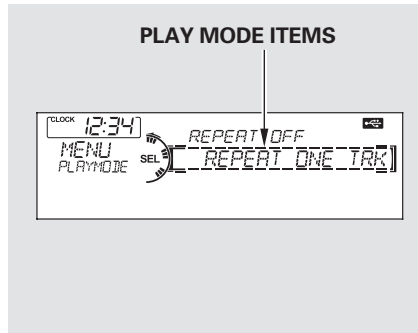 PLAY MODE ITEMS
CLOCK 12:34
REPEAT OFF
MENU
PLAYMODE
SEL
REPEAT ONE TRK